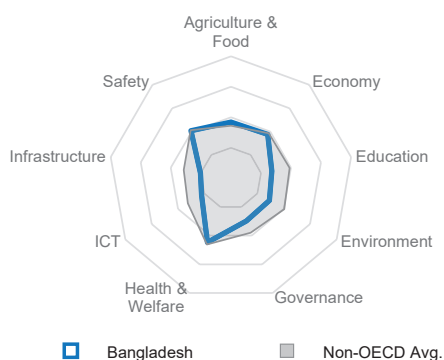 Agriculture &
Food
Safety
Economy
Infrastructure
Education
ICT
Environment
Health &
Welfare
Governance
Bangladesh
Non-OECD Avg.